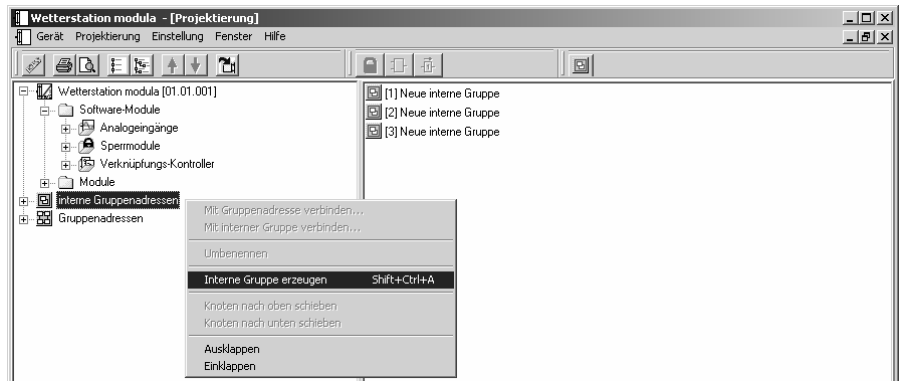 Wetterstation modula - [Projektierung]
Gerät Projektierung Einstellung Fenster Hilfe
Wetterstation modula [01.01.001]
Software-Module
Analogeingänge
Sperrmodule
Verknüpfungs-Kontroller
Module
interne Gruppenadressen
Gruppenadressen
[1] Neue interne Gruppe
[2] Neue interne Gruppe
[3] Neue interne Gruppe
Mit Gruppenadresse verbinden...
Mit interner Gruppe verbinden...
Umbenennen
Interne Gruppe erzeugen Shift+Ctrl+A
Knoten nach oben schieben
Knoten nach unten schieben
Ausklappen
Einklappen